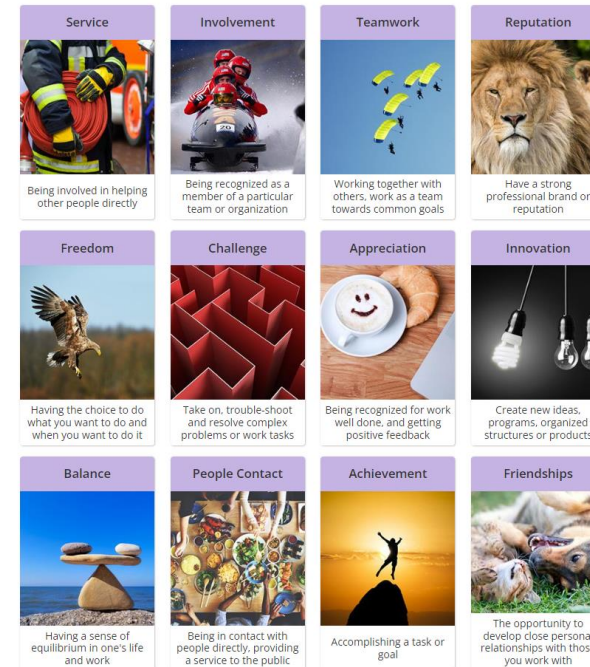 Service
Being involved in helping
other people directly
Involvement
20
Being recognized as a
member of a particular
team or organization
Teamwork
Working together with
others, work as a team
towards common goals
Reputation
Have a strong
professional brand or
reputation
Freedom
Having the choice to do
what you want to do and
when you want to do it
Challenge
Take on, trouble-shoot
and resolve complex
problems or work tasks
Appreciation
Being recognized for work
well done, and getting
positive feedback
Innovation
Create new ideas,
programs, organized
structures or products
Balance
Having a sense of
equilibrium in one's life
and work
People Contact
Being in contact with
people directly, providing
a service to the public
Achievement
Accomplishing a task or
goal
Friendships
The opportunity to
develop close persona
relationships with thos
you work with